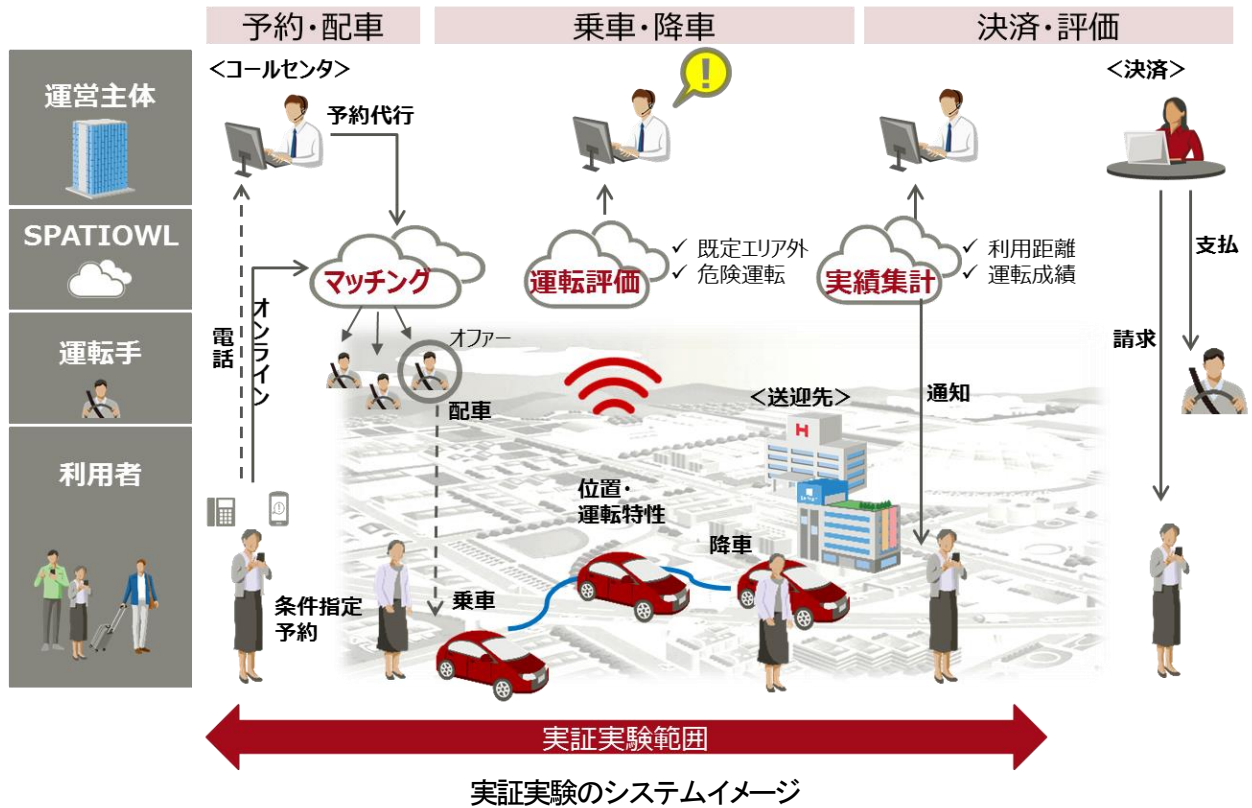 予約・配車
乗車・降車
決済・評価
運営主体
<コールセンタ>
予約代行
!
<決済>
SPATIOWL
マッチング
運転評価
✓ 既定エリア外
✓ 危険運転
実績集計
✓ 利用距離
✓ 運転成績
支払
請求
電話
オンライン
運転手
オファー
配車
<送迎先>
H
通知
利用者
位置・
運転特性
降車
条件指定
予約
乗車
実証実験範囲
実証実験のシステムイメージ